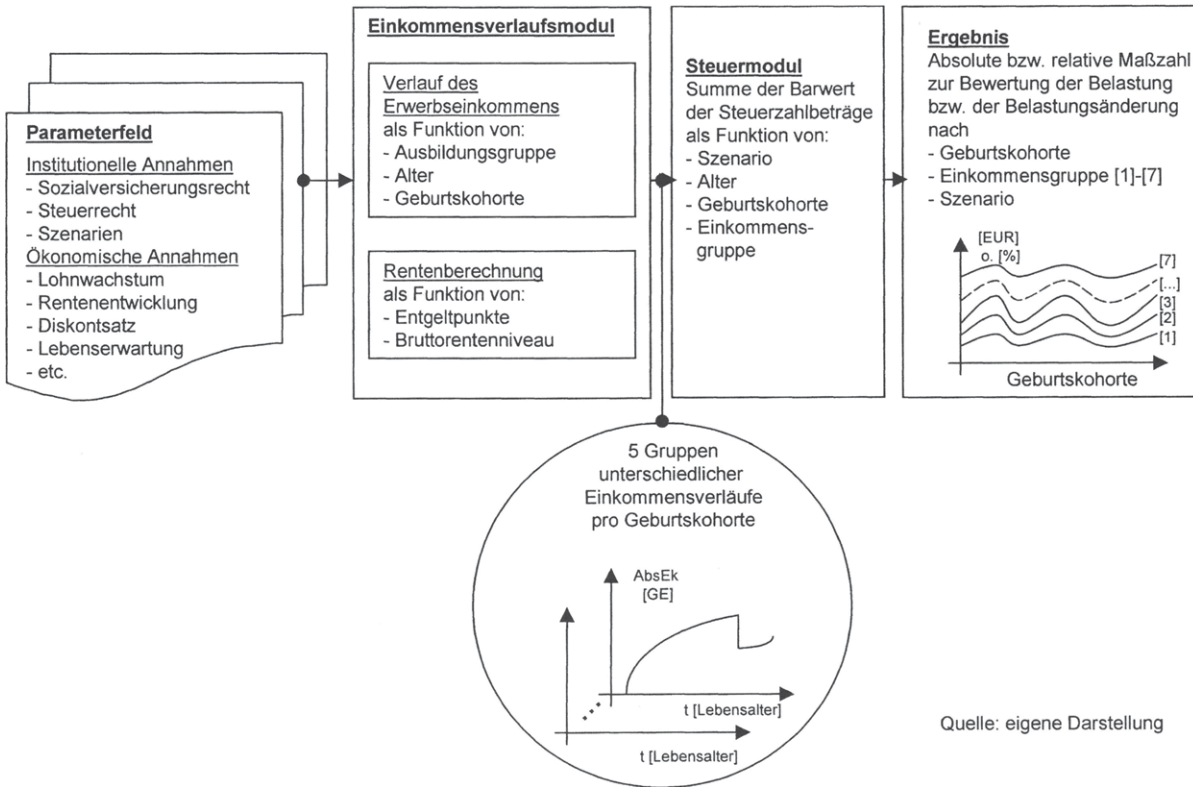 Parameterfeld
Institutionelle Annahmen
- Sozialversicherungsrecht
- Steuerrecht
- Szenarien
Ökonomische Annahmen
- Lohnwachstum
- Rentenentwicklung
- Diskontsatz
- Lebenserwartung
- etc.
Einkommensverlaufsmodul
Verlauf des
Erwerbseinkommens
als Funktion von:
- Ausbildungsgruppe
- Alter
- Geburtskohorte
Rentenberechnung
als Funktion von:
- Entgeltpunkte
- Bruttorentenniveau
Steuermodul
Summe der Barwert
der Steuerzahlbeträge
als Funktion von:
- Szenario
- Alter
- Geburtskohorte
- Einkommens-
gruppe
Ergebnis
Absolute bzw. relative Maßzahl
zur Bewertung der Belastung
bzw. der Belastungsänderung
nach
- Geburtskohorte
- Einkommensgruppe [1]-[7]
- Szenario
[EUR]
o. [%]
[7]
[...]
[3]
[2]
[1]
Geburtskohorte
5 Gruppen
unterschiedlicher
Einkommensverläufe
pro Geburtskohorte
AbsEk
[GE]
t [Lebensalter]
t [Lebensalter]
Quelle: eigene Darstellung